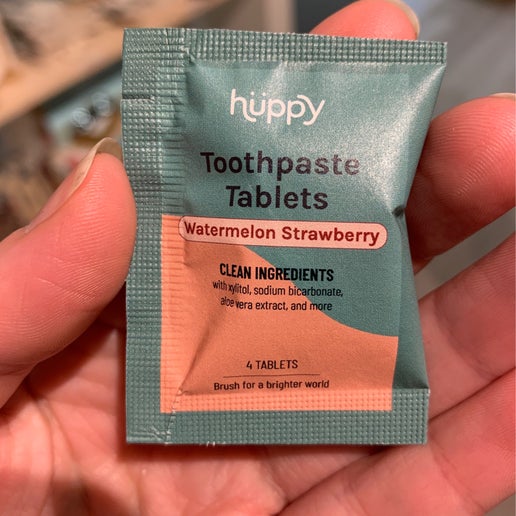 hüppy
Toothpaste
Tablets
Watermelon Strawberry
CLEAN INGREDIENTS
with xylitol, sodium bicarbonate,
aloe vera extract, and more
4 TABLETS
Brush for a brighter world